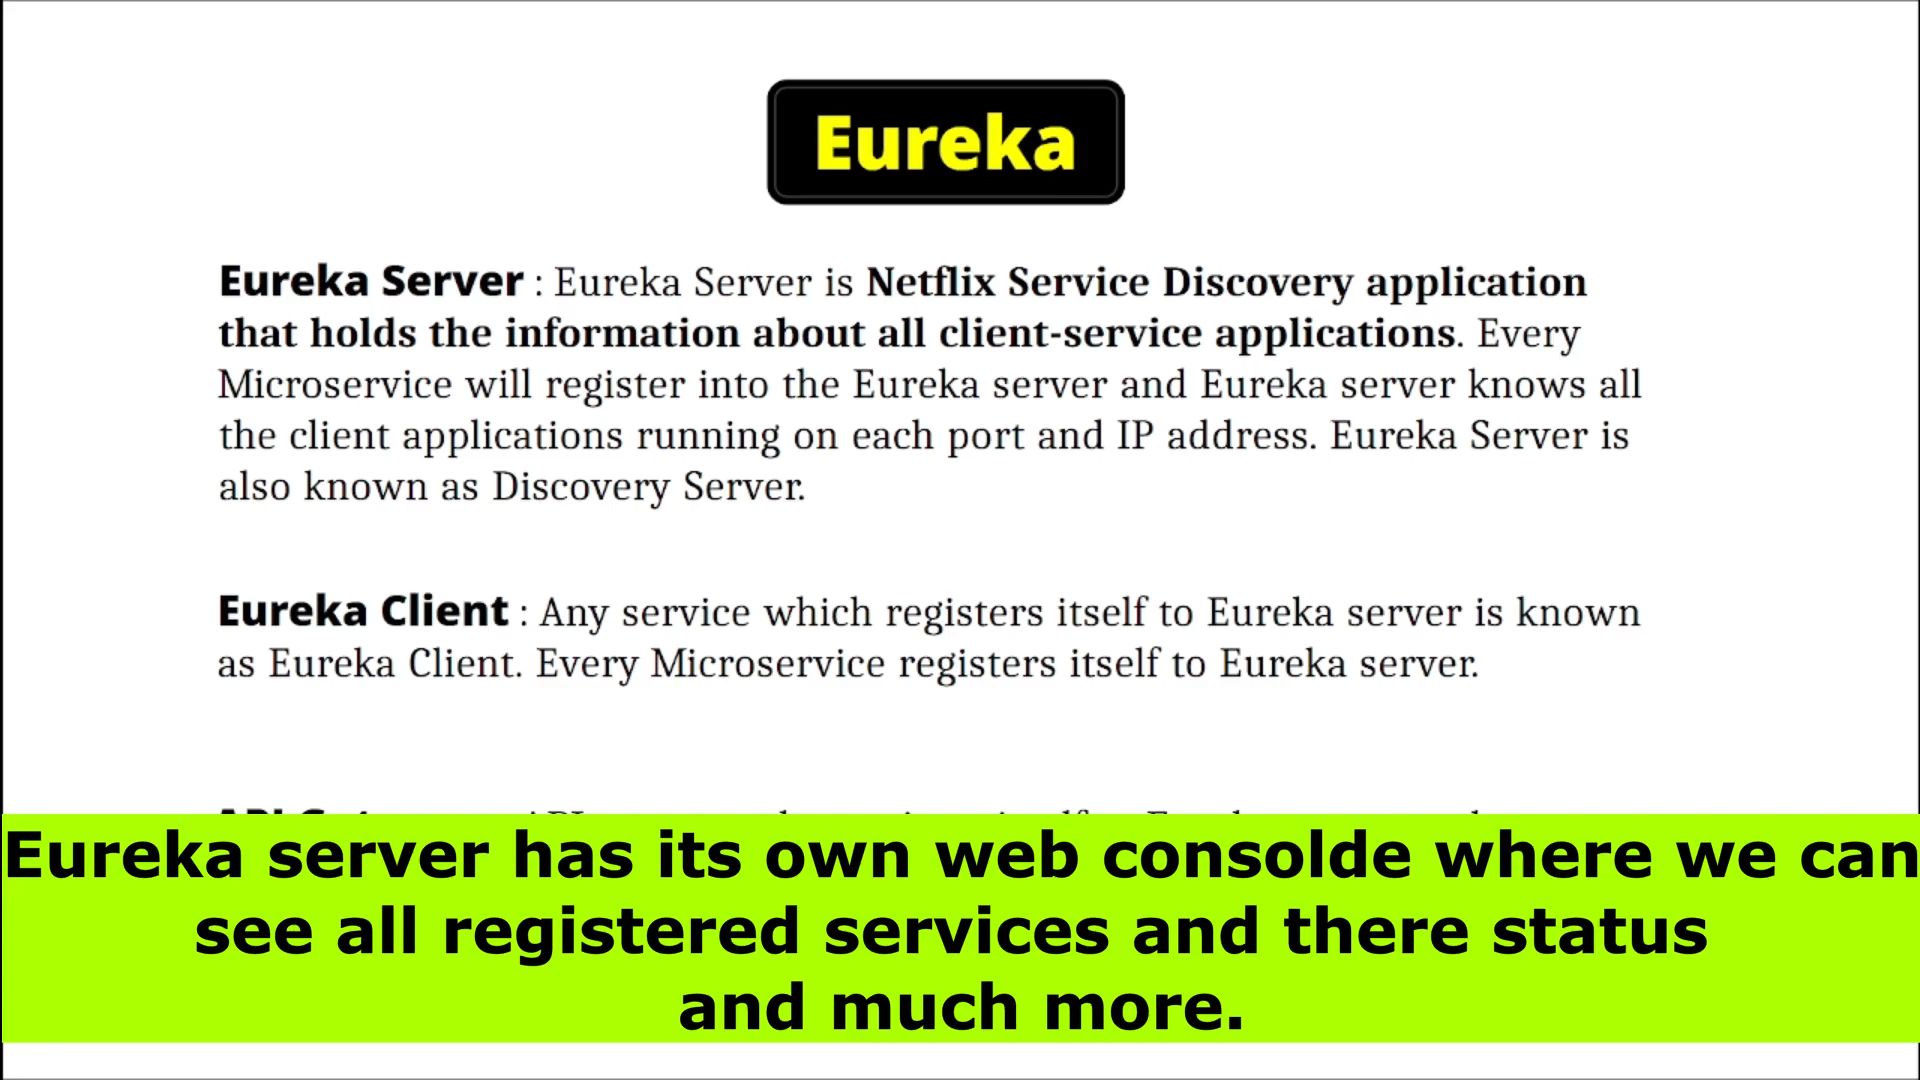 Eureka
Eureka Server : Eureka Server is Netflix Service Discovery application
that holds the information about all client-service applications. Every
Microservice will register into the Eureka server and Eureka server knows all
the client applications running on each port and IP address. Eureka Server is
also known as Discovery Server.
Eureka Client : Any service which registers itself to Eureka server is known
as Eureka Client. Every Microservice registers itself to Eureka server.
Eureka server has its own web consolde where we can
see all registered services and there status
and much more.